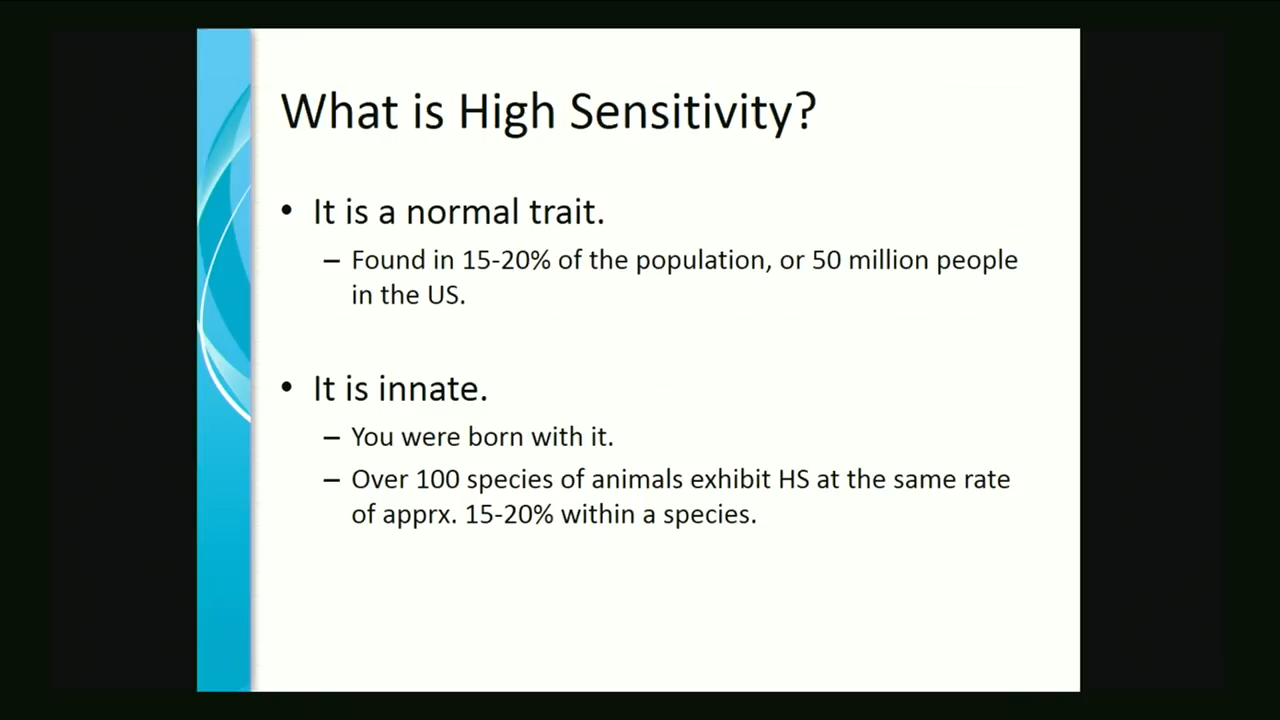 What is High Sensitivity?
• It is a normal trait.
– Found in 15-20% of the population, or 50 million people
in the US.
• It is innate.
– You were born with it.
– Over 100 species of animals exhibit HS at the same rate
of apprx. 15-20% within a species.